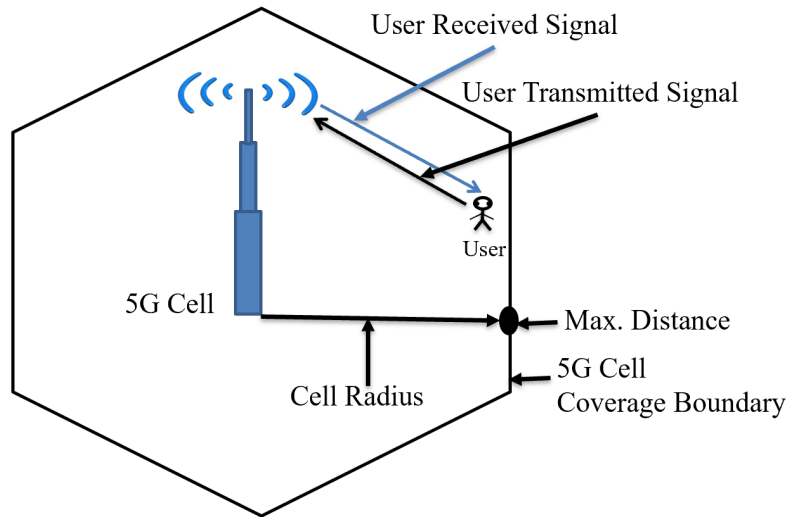 User Received Signal
User Transmitted Signal
User
5G Cell
Max. Distance
5G Cell
Coverage Boundary
Cell Radius